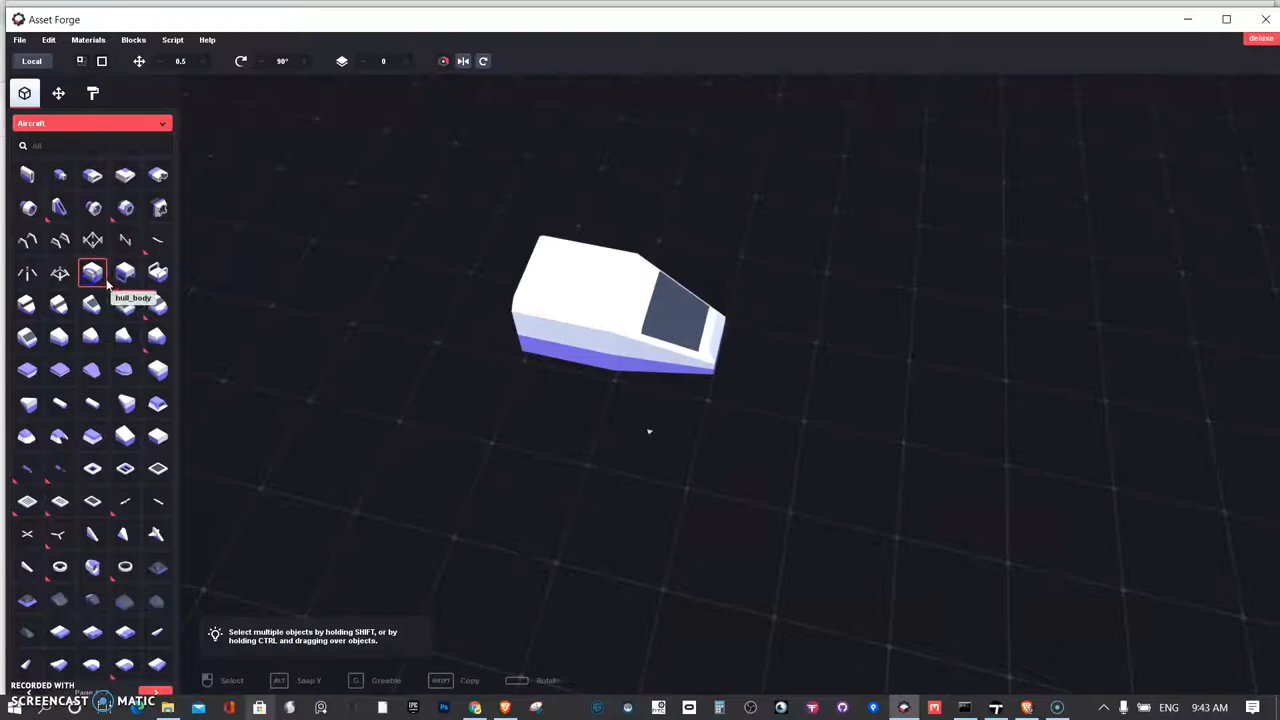 Asset Forge
File Edit Materials Blocks Script Help
deluxe
Local 0.5 90° 0
Aircraft
All
hull_body
Select multiple objects by holding SHIFT, or by
holding CTRL and dragging over objects.
Select ALT Snap Y G Greeble SHIFT Copy Rotate
RECORDED WITH
SCREENCAST MATIC
9:43 AM ENG